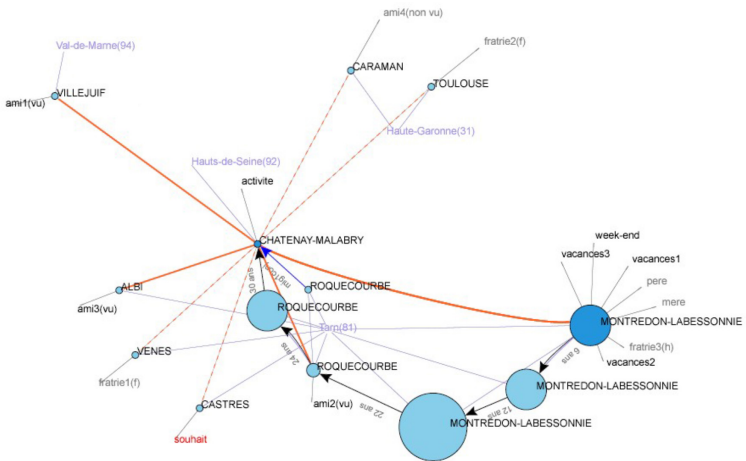 ami4(non vu)
fratrie2(f)
Val-de-Marne(94)
CARAMAN
TOULOUSE
VILLEJUIF
ami1(vu)
Haute-Garonne(31)
Hauts-de-Seine(92)
activite
week-end
CHATENAY-MALABRY
vacances3
vacances1
pere
30 ans
mig1con
ALBI
ROQUECOURBE
mere
ami3(vu)
ROQUECOURBE
MONTREDON-LABESSONNIE
Tarn(81)
fratrie3(h)
VENES
24 ans
6 ans
vacances2
ROQUECOURBE
fratrie1(f)
MONTREDON-LABESSONNIE
CASTRES
ami2(vu)
22 ans
12 ans
MONTREDON-LABESSONNIE
souhait